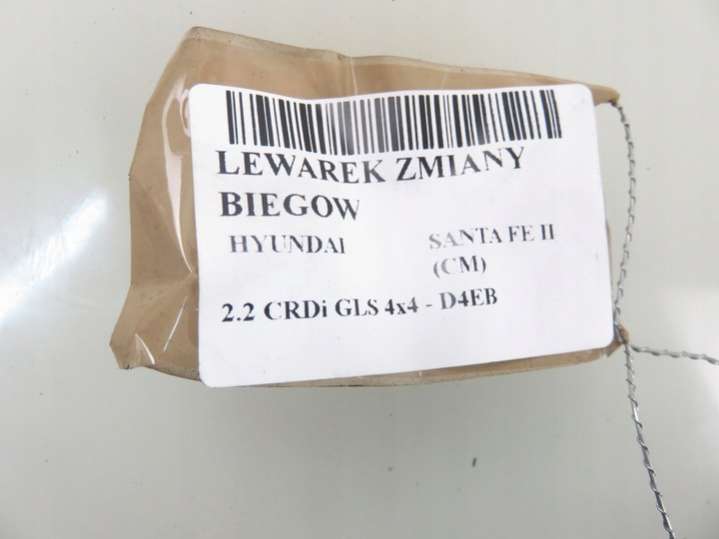 LEWAREK ZMIANY
BIEGOW
HYUNDAI SANTA FE II
(CM)
2.2 CRDi GLS 4x4 - D4EB